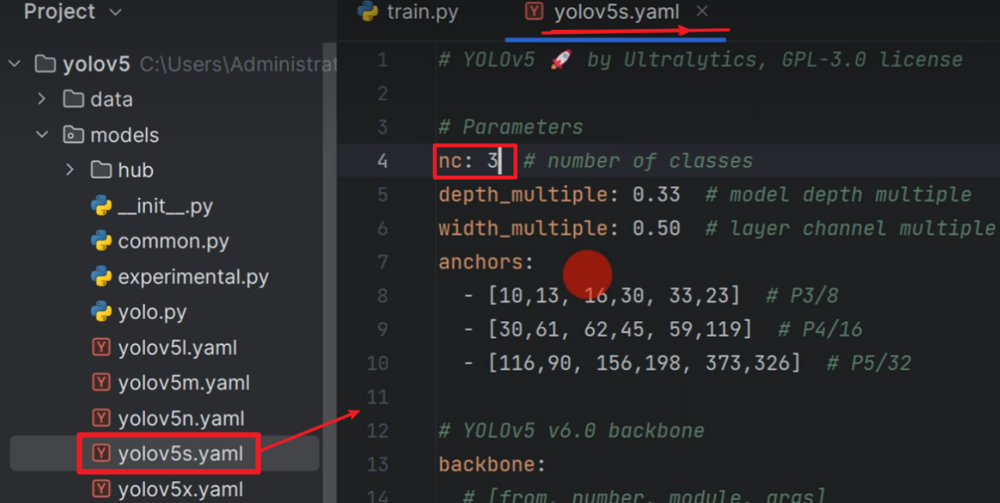 Project
train.py
yolov5s.yaml
yolov5 C:\Users\Administrat
data
models
hub
__init__.py
common.py
experimental.py
yolo.py
yolov5l.yaml
yolov5m.yaml
yolov5n.yaml
yolov5s.yaml
yolov5x.yaml
1 # YOLOv5 🚀 by Ultralytics, GPL-3.0 license
2
3 # Parameters
4 nc: 3 # number of classes
5 depth_multiple: 0.33 # model depth multiple
6 width_multiple: 0.50 # layer channel multiple
7 anchors:
8 - [10,13, 16,30, 33,23] # P3/8
9 - [30,61, 62,45, 59,119] # P4/16
10 - [116,90, 156,198, 373,326] # P5/32
11
12 # YOLOv5 v6.0 backbone
13 backbone:
14 # [from, number, module, args]